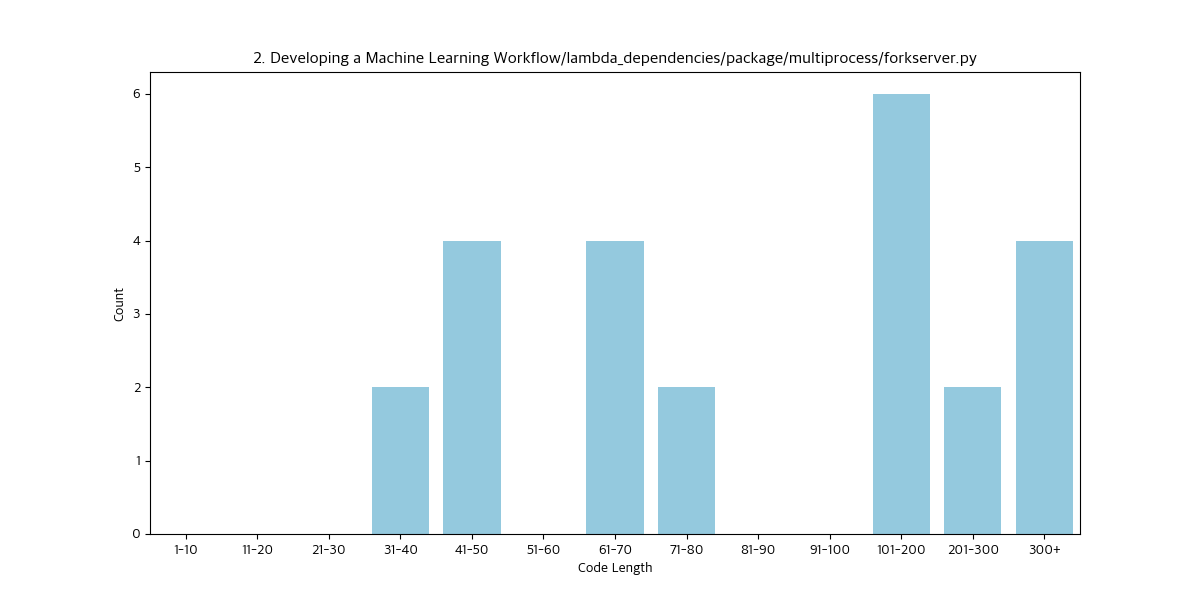 2. Developing a Machine Learning Workflow/lambda_dependencies/package/multiprocess/forkserver.py
6
5
4
3
2
1
0
Count
1-10 11-20 21-30 31-40 41-50 51-60 61-70 71-80 81-90 91-100 101-200 201-300 300+
Code Length